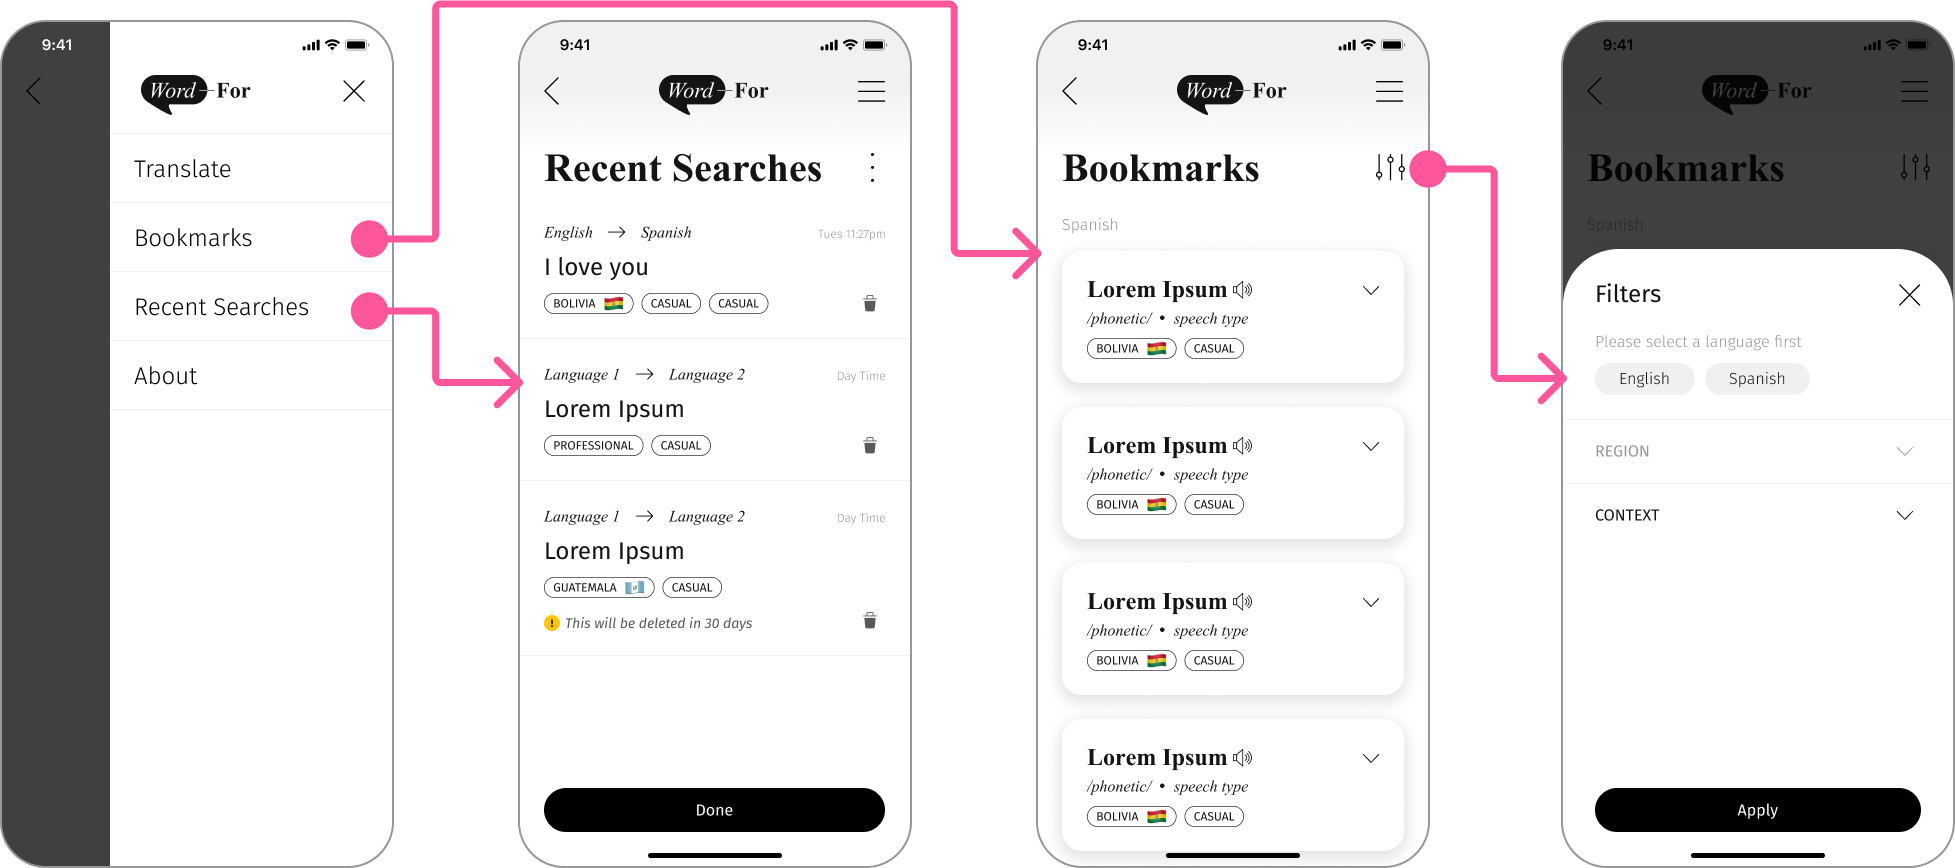 9:41
Word-For
Translate
Bookmarks
Recent Searches
About
9:41
Word-For
Recent Searches
English → Spanish
Tues 11:27pm
I love you
BOLIVIA CASUAL CASUAL
Language 1 → Language 2
Day Time
Lorem Ipsum
PROFESSIONAL CASUAL
Language 1 → Language 2
Day Time
Lorem Ipsum
GUATEMALA CASUAL
This will be deleted in 30 days
Done
9:41
Word-For
Bookmarks
Spanish
Lorem Ipsum
/phonetic/ • speech type
BOLIVIA CASUAL
Lorem Ipsum
/phonetic/ • speech type
BOLIVIA CASUAL
Lorem Ipsum
/phonetic/ • speech type
BOLIVIA CASUAL
Lorem Ipsum
/phonetic/ • speech type
BOLIVIA CASUAL
9:41
Word-For
Bookmarks
Spanish
Filters
Please select a language first
English Spanish
REGION
CONTEXT
Apply